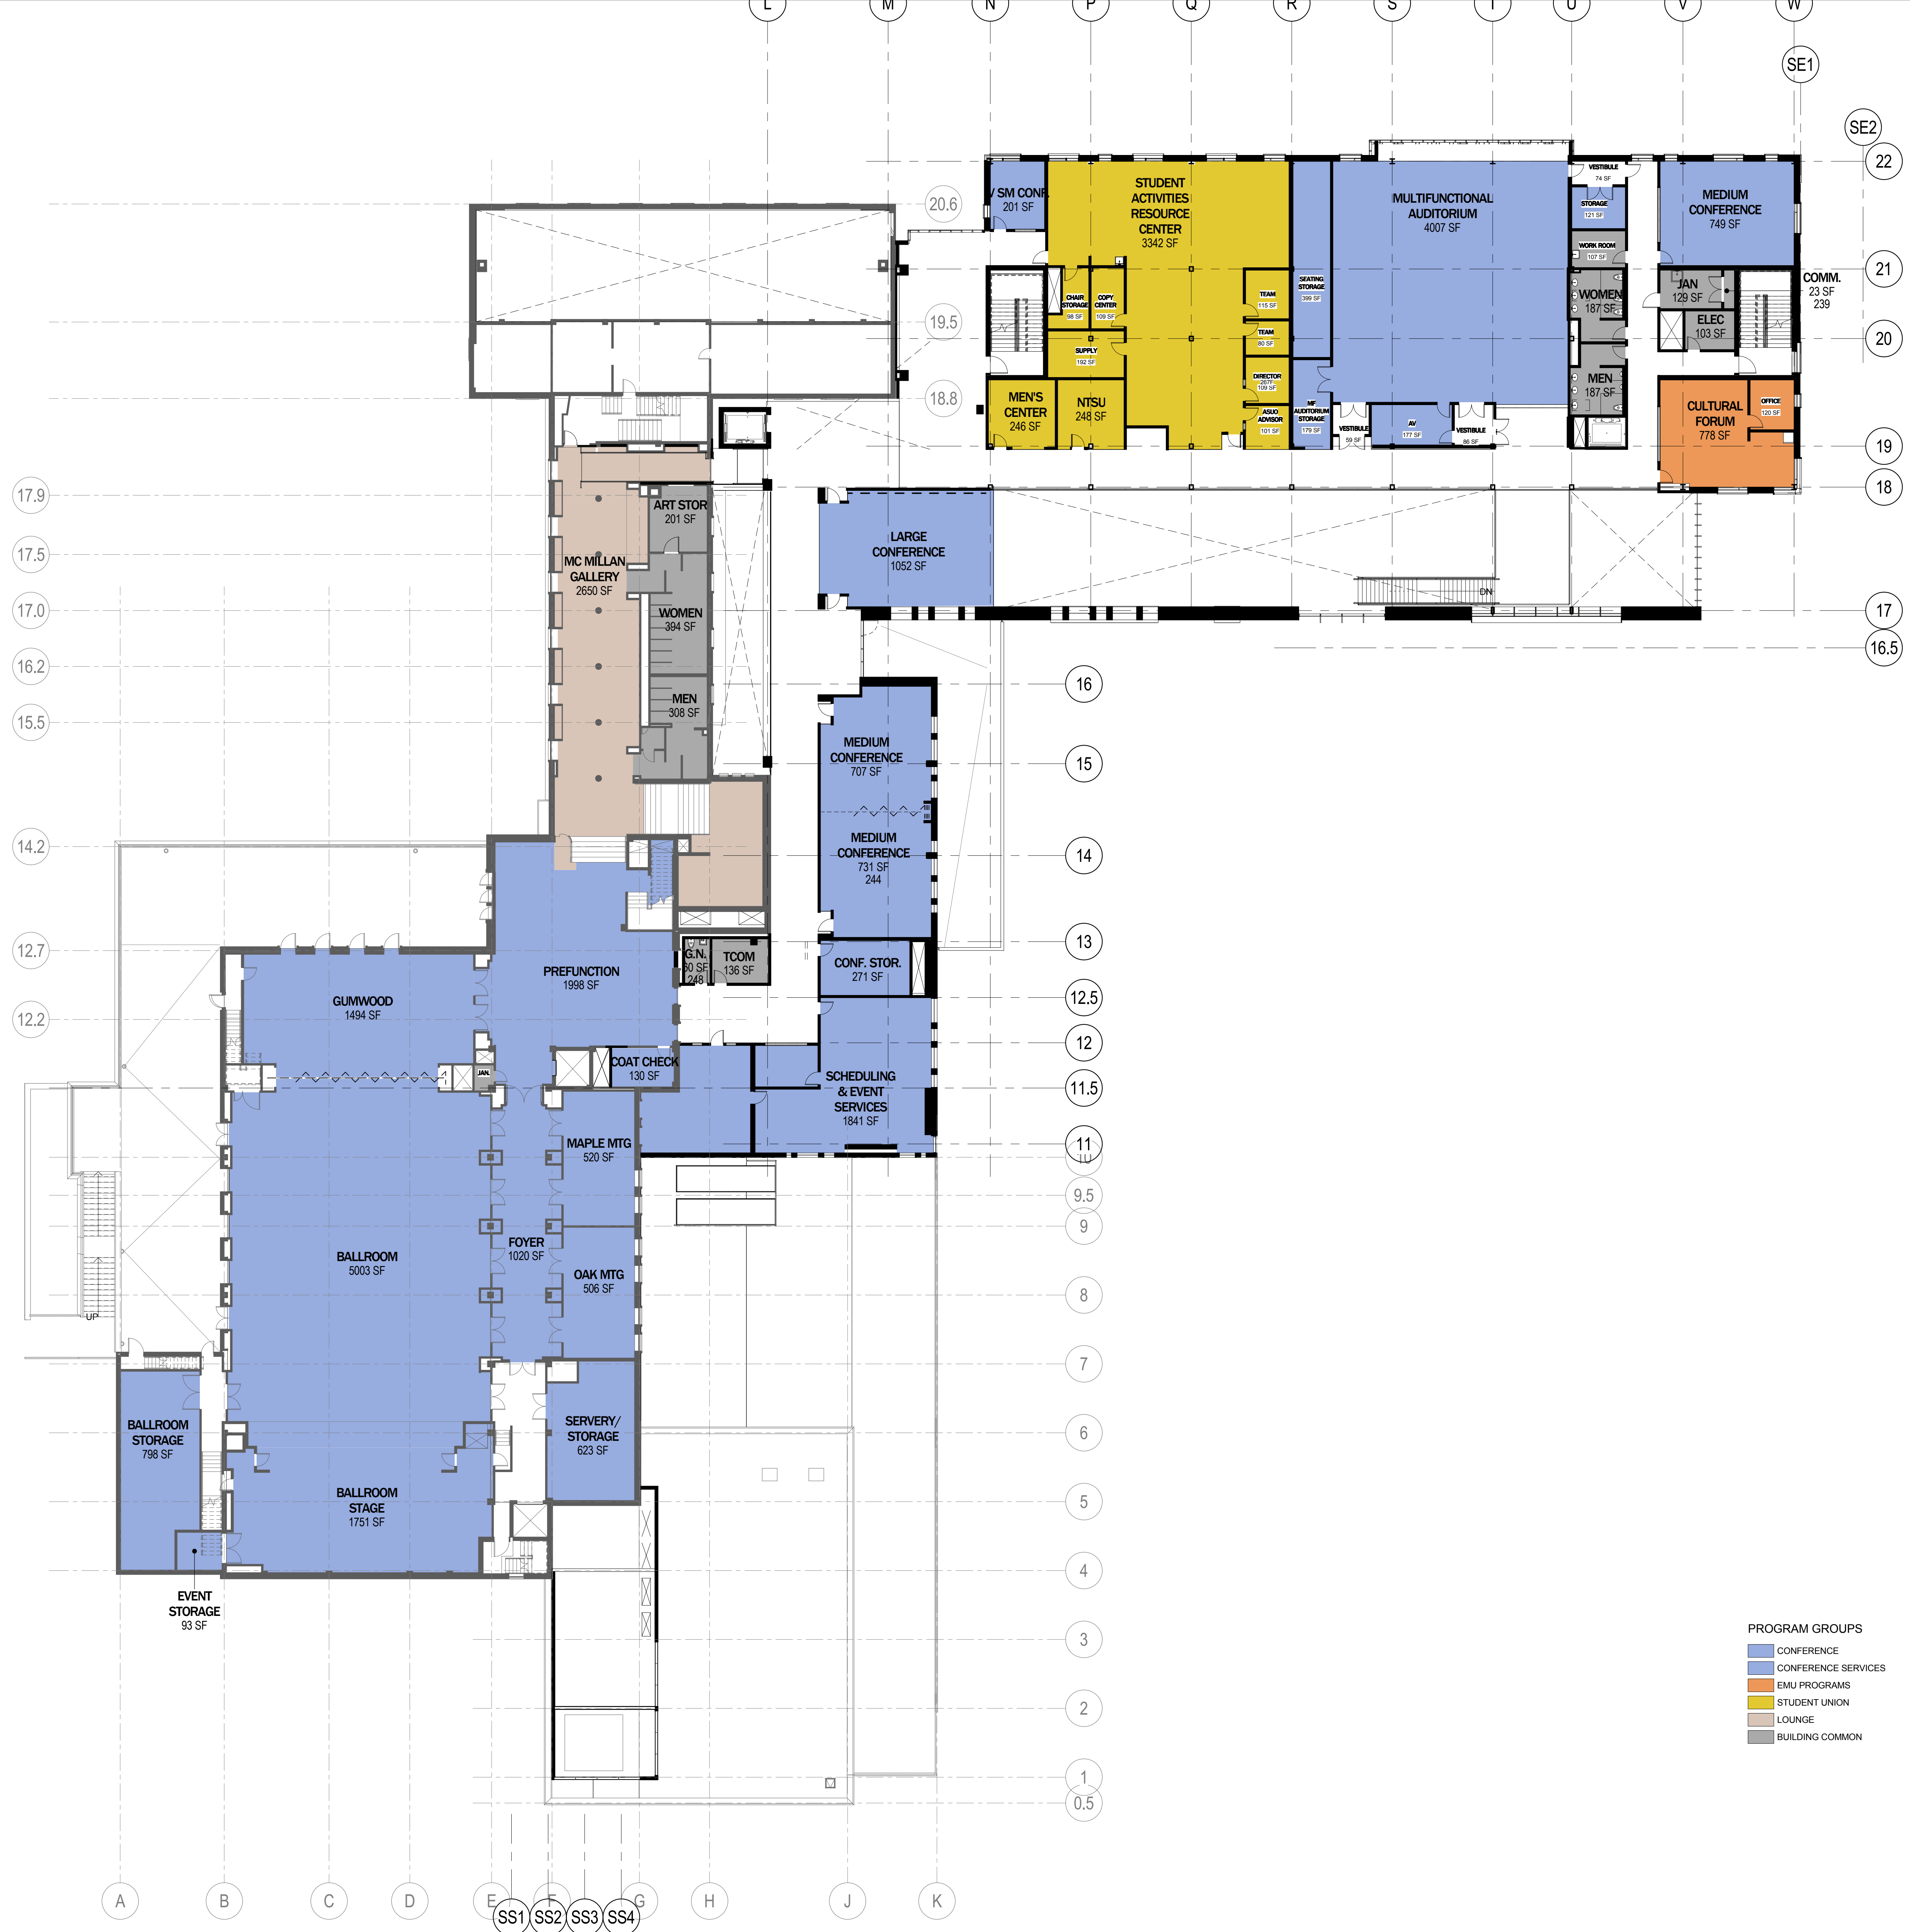 L
M
N
P
Q
R
S
T
U
V
W
SE1
SE2
22
20.6
21
19.5
20
18.8
19
18
17.9
17.5
17.0
17
16.5
16.2
16
15.5
15
14.2
14
13
12.7
12.5
12.2
12
11.5
11
10
9.5
9
8
7
6
5
4
3
2
1
0.5
V SM CONF.
201 SF
STUDENT
ACTIVITIES
RESOURCE
CENTER
3342 SF
MULTIFUNCTIONAL
AUDITORIUM
4007 SF
VESTIBULE
74 SF
STORAGE
121 SF
WORK ROOM
107 SF
MEDIUM
CONFERENCE
749 SF
CHAIR
STORAGE
98 SF
COPY
CENTER
109 SF
TEAM
115 SF
SEATING
STORAGE
399 SF
WOMEN
187 SF
JAN
129 SF
COMM.
23 SF
239
ELEC
103 SF
SUPPLY
192 SF
TEAM
80 SF
DIRECTOR
267F
109 SF
MEN
187 SF
MEN'S
CENTER
246 SF
NTSU
248 SF
ASUO
ADVISOR
101 SF
MF
AUDITORIUM
STORAGE
179 SF
VESTIBULE
59 SF
AV
177 SF
VESTIBULE
86 SF
CULTURAL
FORUM
778 SF
OFFICE
120 SF
ART STOR
201 SF
MC MILLAN
GALLERY
2650 SF
LARGE
CONFERENCE
1052 SF
DN
WOMEN
394 SF
MEN
308 SF
MEDIUM
CONFERENCE
707 SF
MEDIUM
CONFERENCE
731 SF
244
PREFUNCTION
1998 SF
G.N.
60 SF
248
TCOM
136 SF
CONF. STOR.
271 SF
GUMWOOD
1494 SF
COAT CHECK
130 SF
JAN.
SCHEDULING
& EVENT
SERVICES
1841 SF
MAPLE MTG
520 SF
BALLROOM
5003 SF
FOYER
1020 SF
OAK MTG
506 SF
UP
BALLROOM
STORAGE
798 SF
SERVERY/
STORAGE
623 SF
BALLROOM
STAGE
1751 SF
EVENT
STORAGE
93 SF
PROGRAM GROUPS
CONFERENCE
CONFERENCE SERVICES
EMU PROGRAMS
STUDENT UNION
LOUNGE
BUILDING COMMON
A
B
C
D
E
F
G
H
J
K
SS1
SS2
SS3
SS4